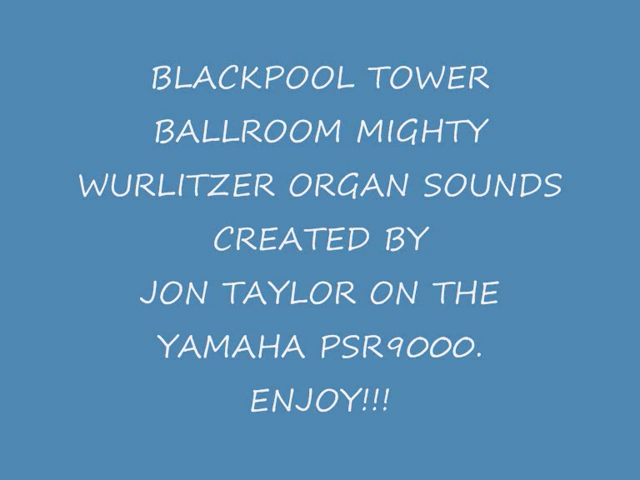 BLACKPOOL TOWER
BALLROOM MIGHTY
WURLITZER ORGAN SOUNDS
CREATED BY
JON TAYLOR ON THE
YAMAHA PSR9000.
ENJOY!!!